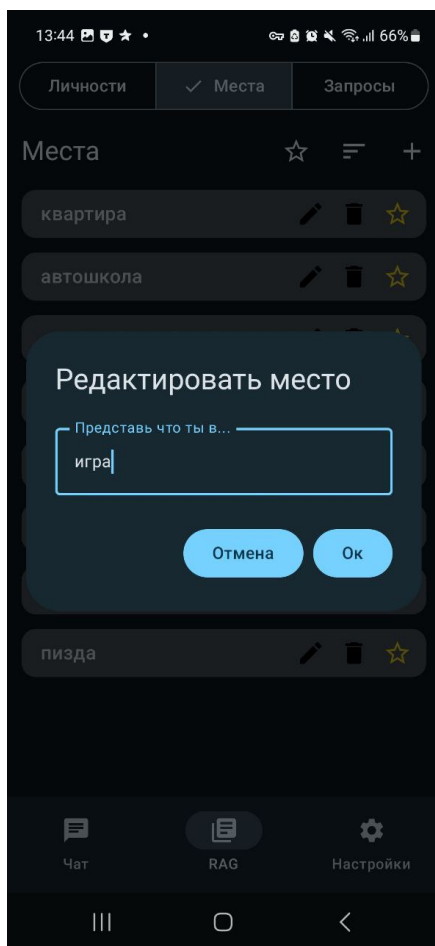 13:44 66%
Личности Места Запросы
Места
квартира
автошкола
Редактировать место
Представь что ты в...
игра
Отмена Ок
пизда
Чат RAG Настройки